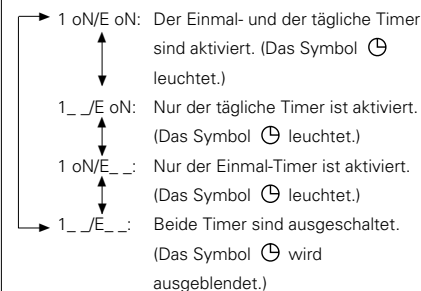 1 oN/E oN: Der Einmal- und der tägliche Timer
sind aktiviert. (Das Symbol
leuchtet.)
1_ _/E oN: Nur der tägliche Timer ist aktiviert.
(Das Symbol leuchtet.)
1 oN/E_ _: Nur der Einmal-Timer ist aktiviert.
(Das Symbol leuchtet.)
1_ _/E_ _: Beide Timer sind ausgeschaltet.
(Das Symbol wird
ausgeblendet.)